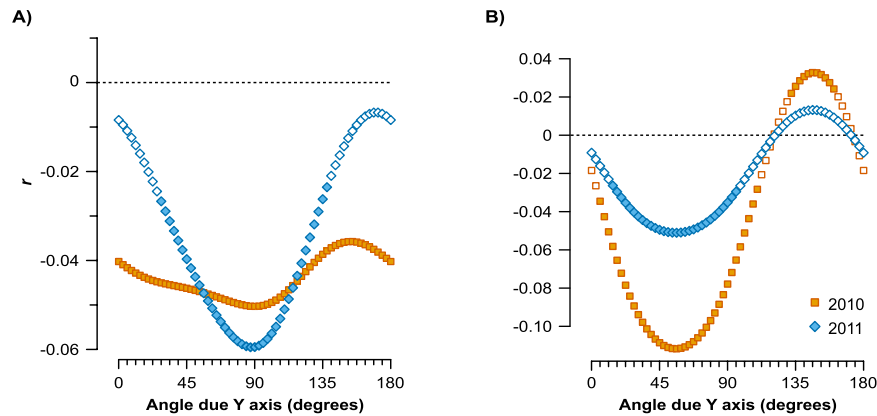 A)
0
-0.02
-0.04
-0.06
r
0 45 90 135 180
Angle due Y axis (degrees)
B)
0.04
-0.02
0
-0.02
-0.04
-0.06
-0.08
-0.10
2010
2011
0 45 90 135 180
Angle due Y axis (degrees)